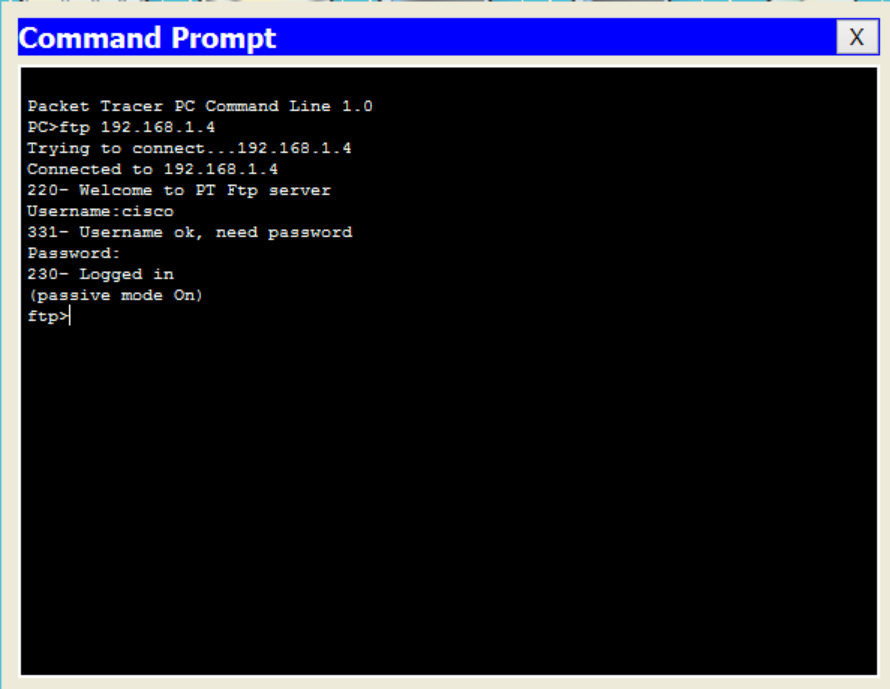 Command Prompt
X
Packet Tracer PC Command Line 1.0
PC>ftp 192.168.1.4
Trying to connect...192.168.1.4
Connected to 192.168.1.4
220- Welcome to PT Ftp server
Username:cisco
331- Username ok, need password
Password:
230- Logged in
(passive mode On)
ftp>